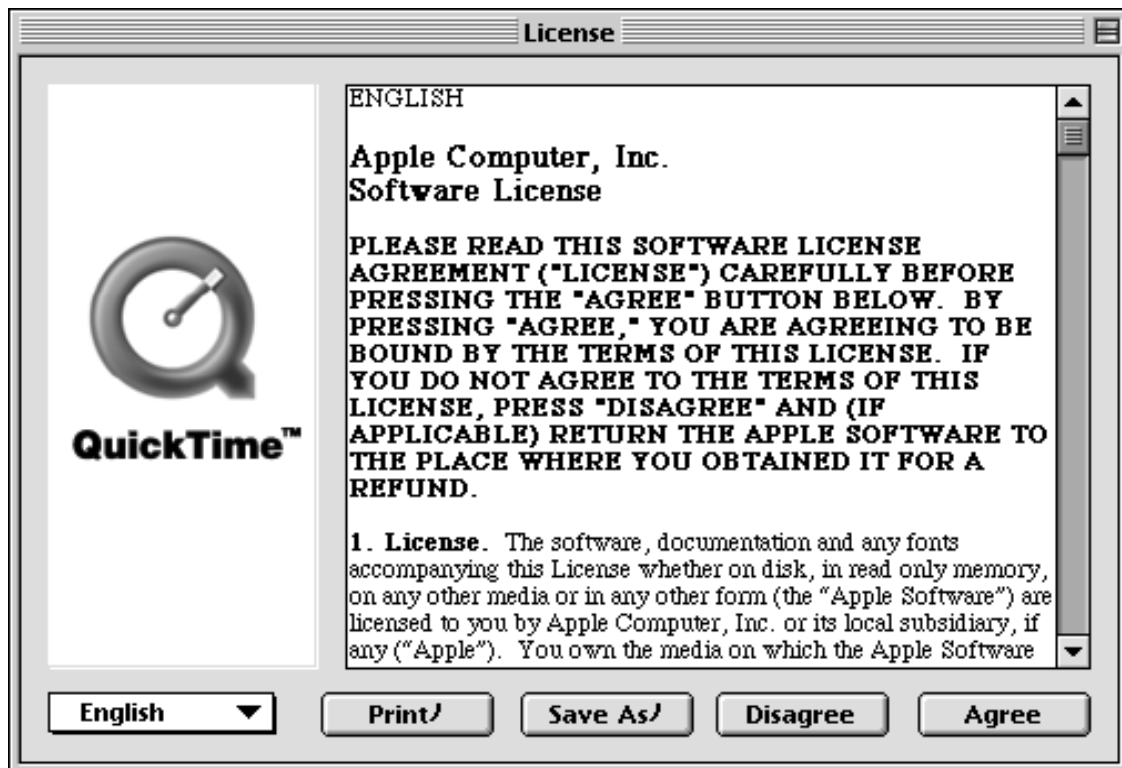 License
QuickTime™
ENGLISH
Apple Computer, Inc.
Software License
PLEASE READ THIS SOFTWARE LICENSE
AGREEMENT ("LICENSE") CAREFULLY BEFORE
PRESSING THE "AGREE" BUTTON BELOW.  BY
PRESSING "AGREE," YOU ARE AGREEING TO BE
BOUND BY THE TERMS OF THIS LICENSE.  IF
YOU DO NOT AGREE TO THE TERMS OF THIS
LICENSE, PRESS "DISAGREE" AND (IF
APPLICABLE) RETURN THE APPLE SOFTWARE TO
THE PLACE WHERE YOU OBTAINED IT FOR A
REFUND.
1. License.  The software, documentation and any fonts
accompanying this License whether on disk, in read only memory,
on any other media or in any other form (the “Apple Software”) are
licensed to you by Apple Computer, Inc. or its local subsidiary, if
any (“Apple”).  You own the media on which the Apple Software
English
Print
Save As
Disagree
Agree